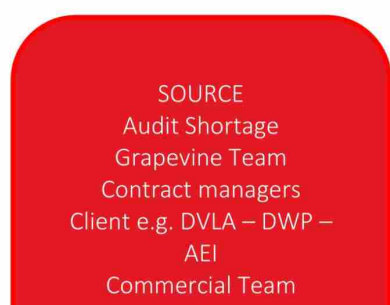 SOURCE
Audit Shortage
Grapevine Team
Contract managers
Client e.g. DVLA – DWP –
AEI
Commercial Team